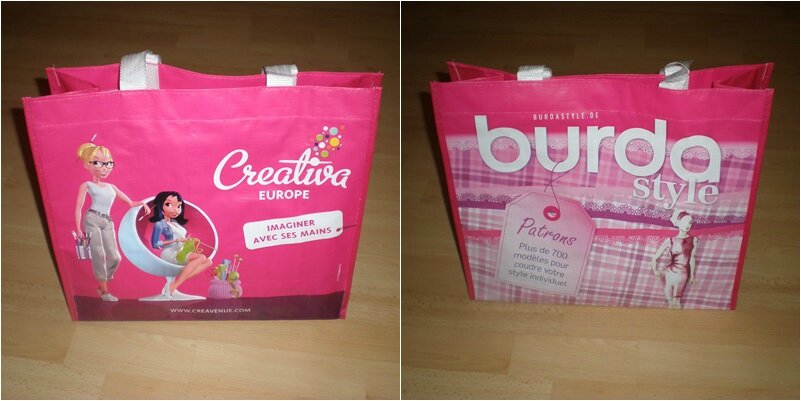 Creativa
EUROPE
IMAGINER
AVEC SES MAINS
WWW.CREAVENUE.COM
BURDASTYLE.DE
burda
style
Patrons
Plus de 700
modèles pour
coudre votre
style individuel